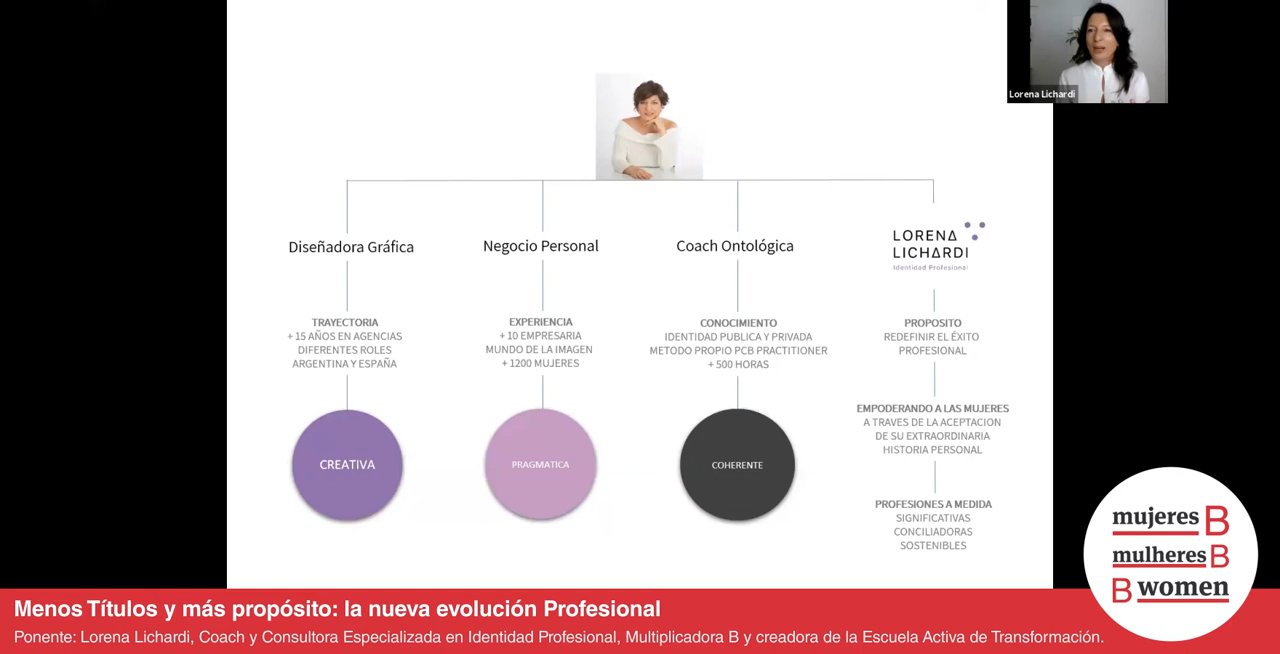 Lorena Lichardi
Diseñadora Gráfica
TRAYECTORIA
+ 15 AÑOS EN AGENCIAS
DIFERENTES ROLES
ARGENTINA Y ESPAÑA
CREATIVA
Negocio Personal
EXPERIENCIA
+ 10 EMPRESARIA
MUNDO DE LA IMAGEN
+ 1200 MUJERES
PRAGMATICA
Coach Ontológica
CONOCIMIENTO
IDENTIDAD PUBLICA Y PRIVADA
METODO PROPIO PCB PRACTITIONER
+ 500 HORAS
COHERENTE
LORENA
LICHARDI
Identidad Profesional
PROPOSITO
REDEFINIR EL ÉXITO
PROFESIONAL
EMPODERANDO A LAS MUJERES
A TRAVES DE LA ACEPTACION
DE SU EXTRAORDINARIA
HISTORIA PERSONAL
PROFESIONES A MEDIDA
SIGNIFICATIVAS
CONCILIADORAS
SOSTENIBLES
mujeres B
mulheres B
B women
Menos Títulos y más propósito: la nueva evolución Profesional
Ponente: Lorena Lichardi, Coach y Consultora Especializada en Identidad Profesional, Multiplicadora B y creadora de la Escuela Activa de Transformación.